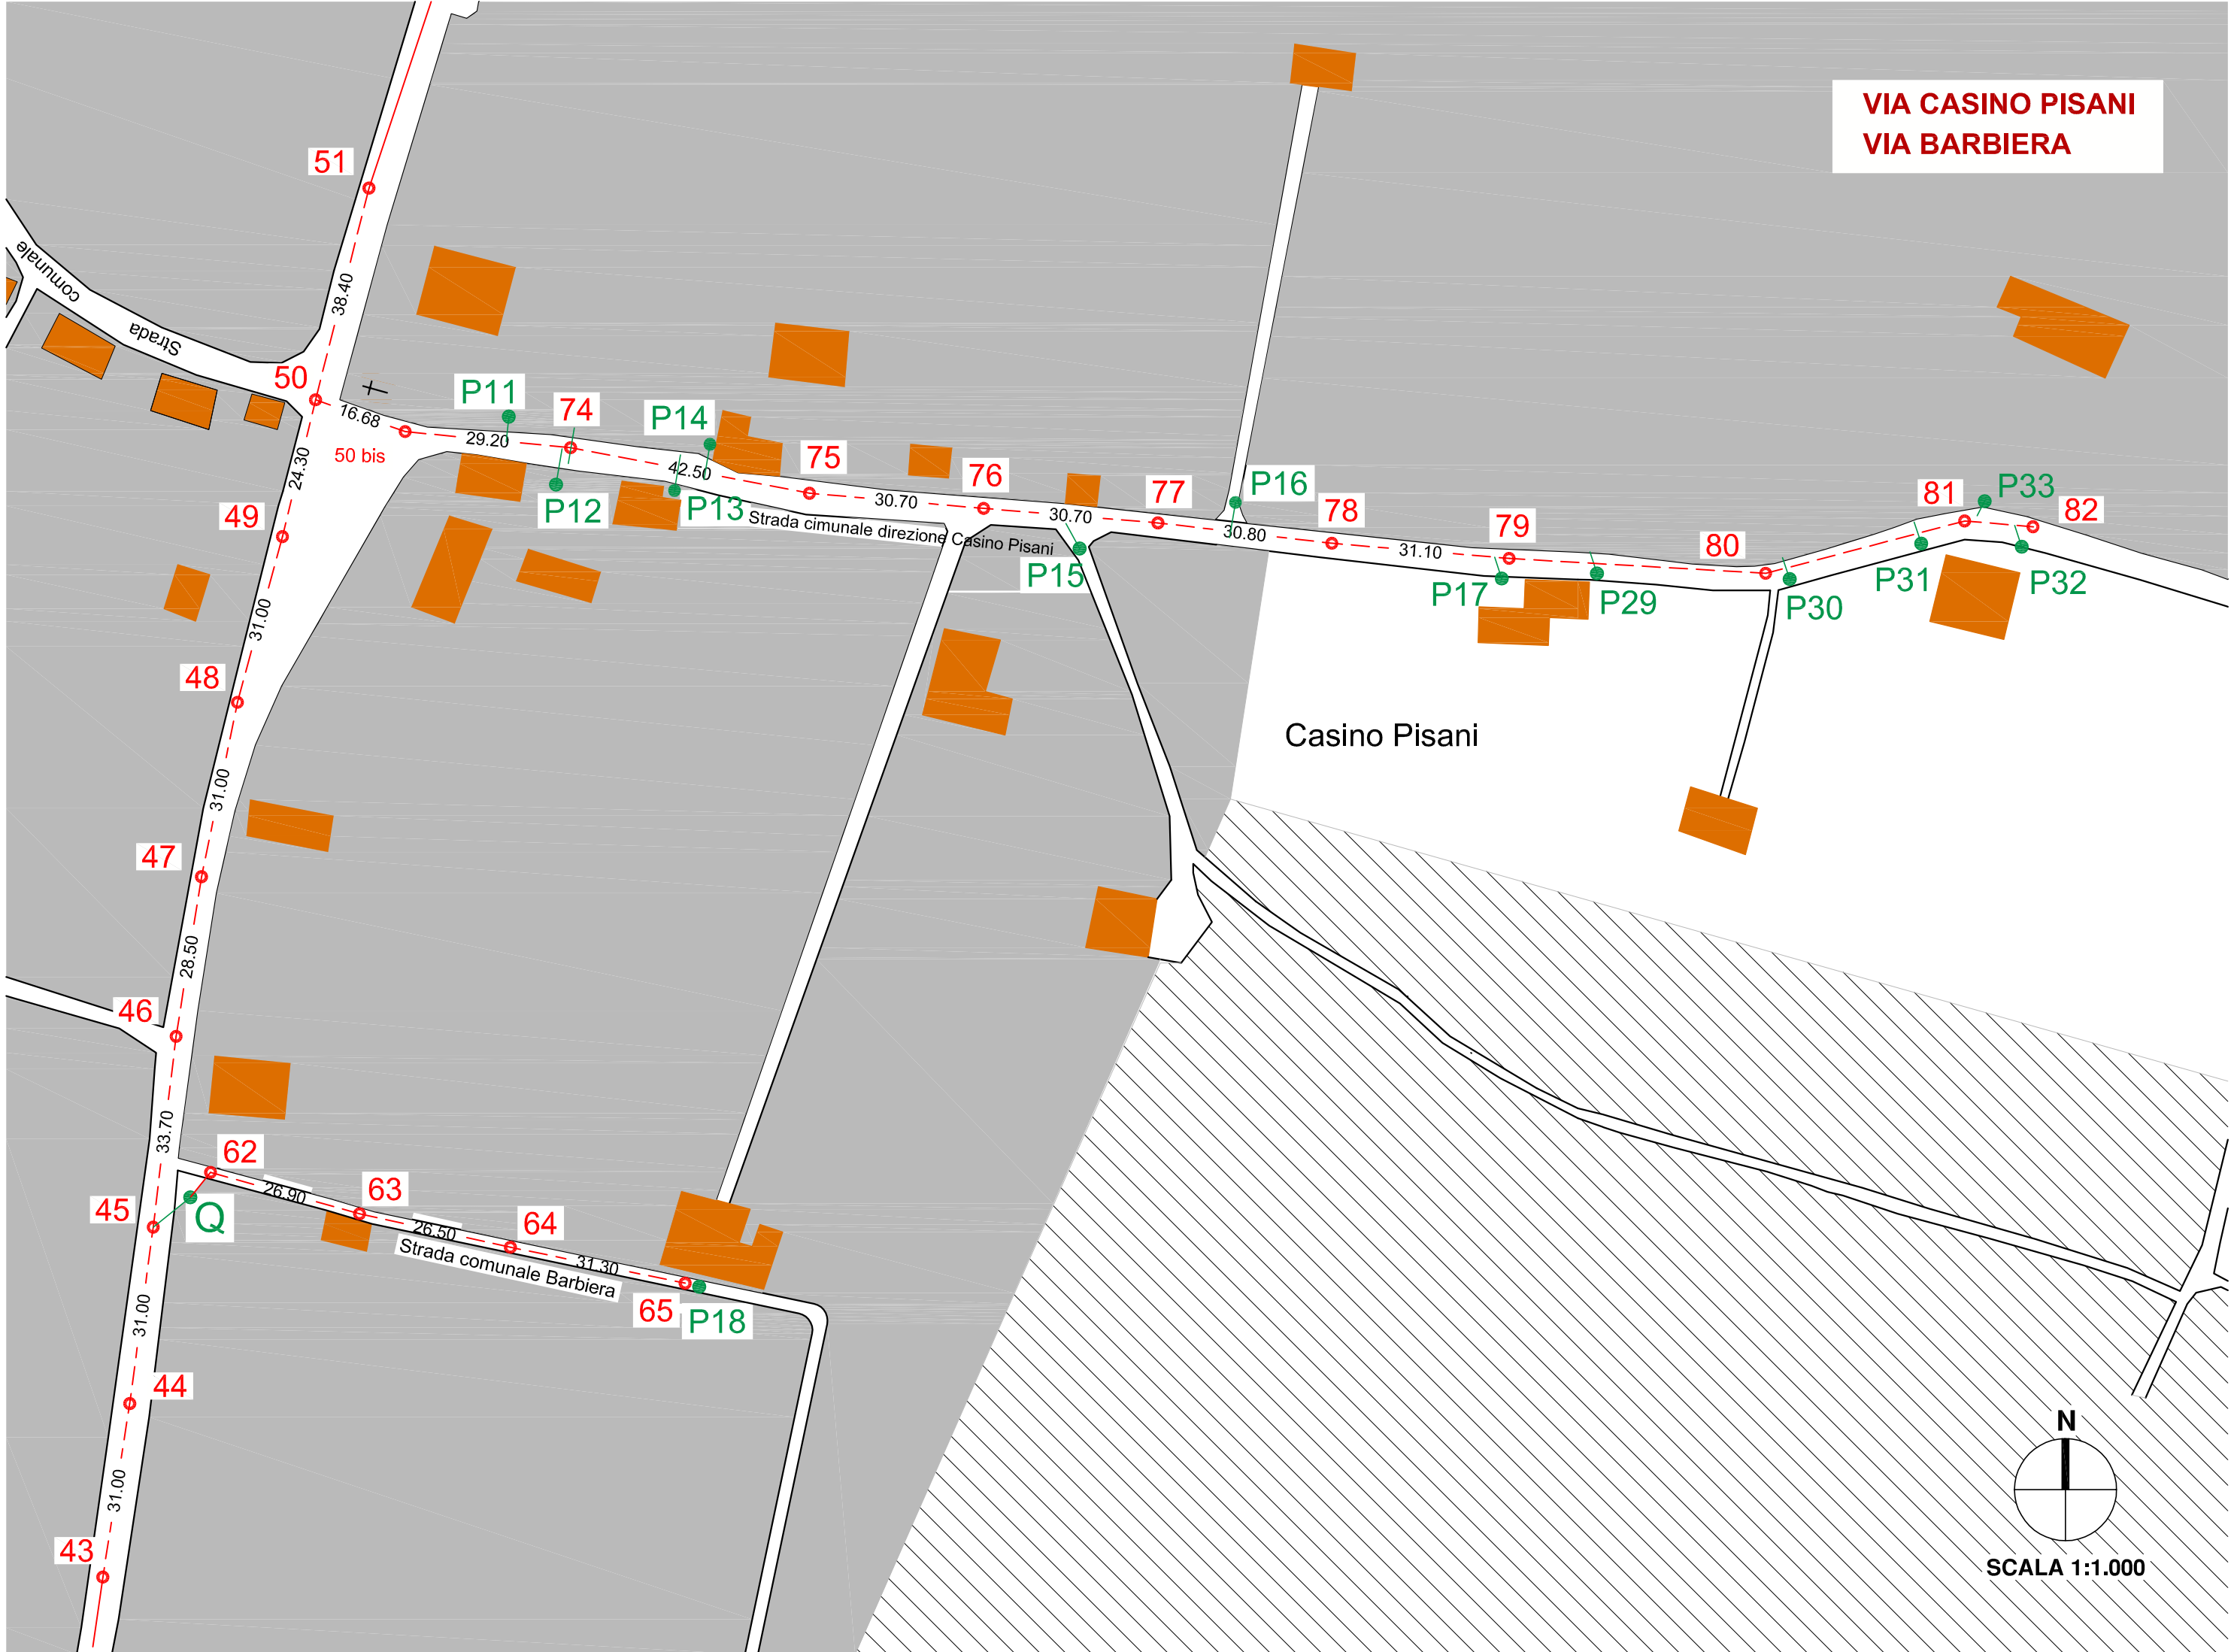 VIA CASINO PISANI
VIA BARBIERA
51
38.40
comunale
Strada
50
16.68
50 bis
P11
29.20
74
P12
P14
42.50
P13
75
30.70
76
30.70
77
P16
30.80
78
31.10
79
80
81
P33
82
P15
P17
P29
P30
P31
P32
Strada cimunale direzione Casino Pisani
24.30
49
31.00
48
31.00
47
28.50
46
33.70
Casino Pisani
62
26.90
63
26.50
64
31.30
65
P18
Strada comunale Barbiera
45
Q
31.00
44
31.00
43
N
SCALA 1:1.000